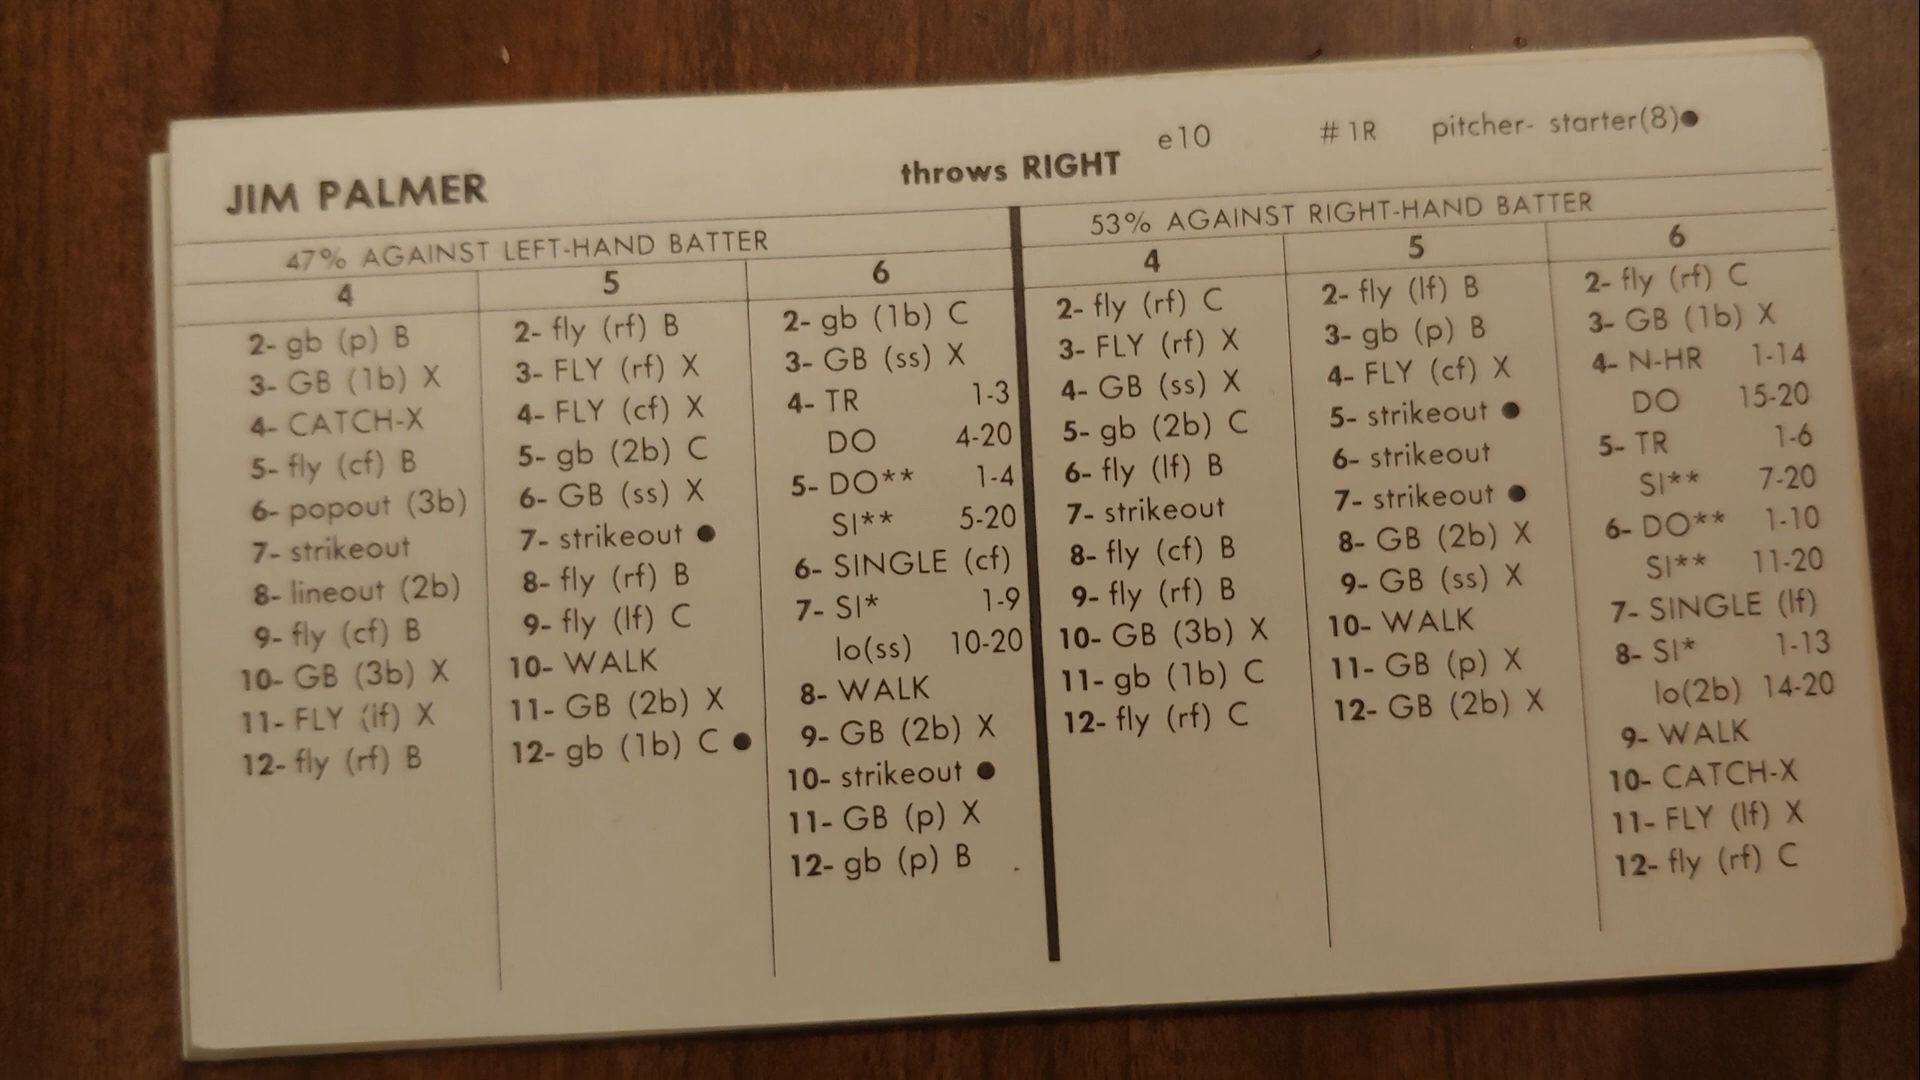 JIM PALMER throws RIGHT e10 # 1R pitcher- starter(8)●
47% AGAINST LEFT-HAND BATTER
4
2- gb (p) B
3- GB (1b) X
4- CATCH-X
5- fly (cf) B
6- popout (3b)
7- strikeout
8- lineout (2b)
9- fly (cf) B
10- GB (3b) X
11- FLY (lf) X
12- fly (rf) B
5
2- fly (rf) B
3- FLY (rf) X
4- FLY (cf) X
5- gb (2b) C
6- GB (ss) X
7- strikeout ●
8- fly (rf) B
9- fly (lf) C
10- WALK
11- GB (2b) X
12- gb (1b) C ●
6
2- gb (1b) C
3- GB (ss) X
4- TR 1-3
DO 4-20
5- DO** 1-4
SI** 5-20
6- SINGLE (cf)
7- SI* 1-9
lo(ss) 10-20
8- WALK
9- GB (2b) X
10- strikeout ●
11- GB (p) X
12- gb (p) B
53% AGAINST RIGHT-HAND BATTER
4
2- fly (rf) C
3- FLY (rf) X
4- GB (ss) X
5- gb (2b) C
6- fly (lf) B
7- strikeout
8- fly (cf) B
9- fly (rf) B
10- GB (3b) X
11- gb (1b) C
12- fly (rf) C
5
2- fly (lf) B
3- gb (p) B
4- FLY (cf) X
5- strikeout ●
6- strikeout
7- strikeout ●
8- GB (2b) X
9- GB (ss) X
10- WALK
11- GB (p) X
12- GB (2b) X
6
2- fly (rf) C
3- GB (1b) X
4- N-HR 1-14
DO 15-20
5- TR 1-6
SI** 7-20
6- DO** 1-10
SI** 11-20
7- SINGLE (lf)
8- SI* 1-13
lo(2b) 14-20
9- WALK
10- CATCH-X
11- FLY (lf) X
12- fly (rf) C